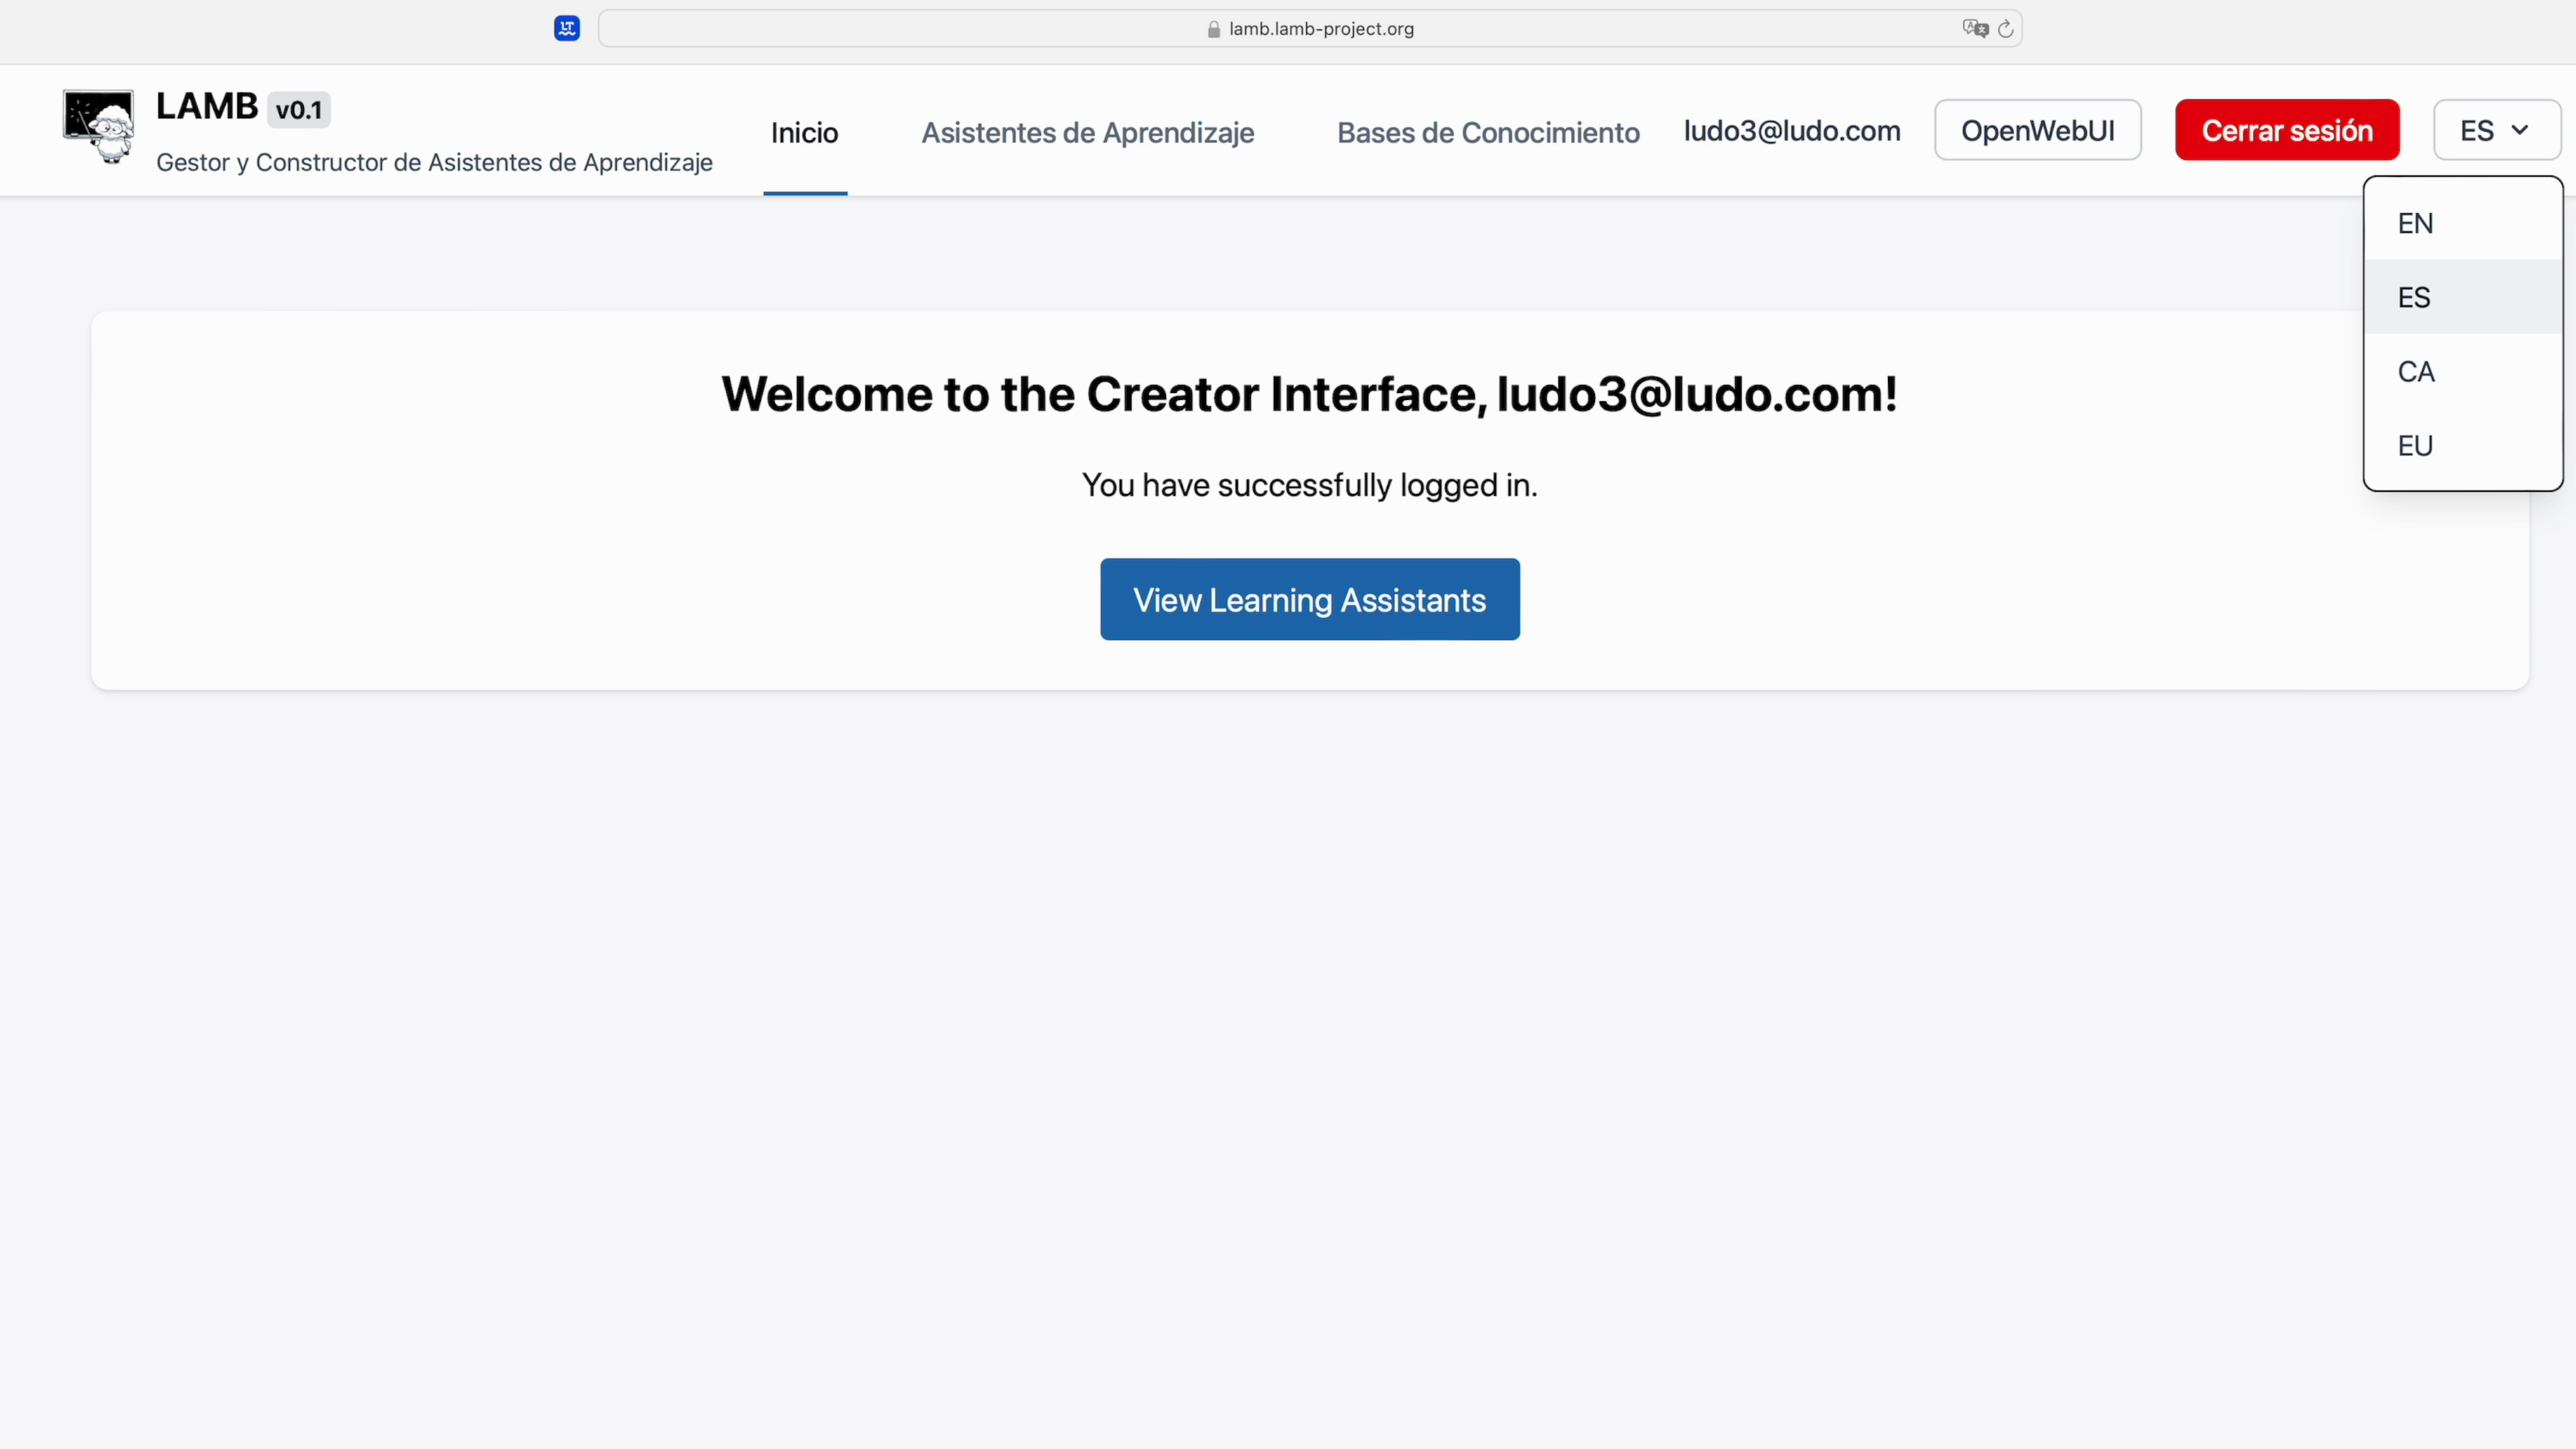 lamb.lamb-project.org
LAMB v0.1
Gestor y Constructor de Asistentes de Aprendizaje
Inicio
Asistentes de Aprendizaje
Bases de Conocimiento
ludo3@ludo.com
OpenWebUI
Cerrar sesión
ES
EN
ES
CA
EU
Welcome to the Creator Interface, ludo3@ludo.com!
You have successfully logged in.
View Learning Assistants